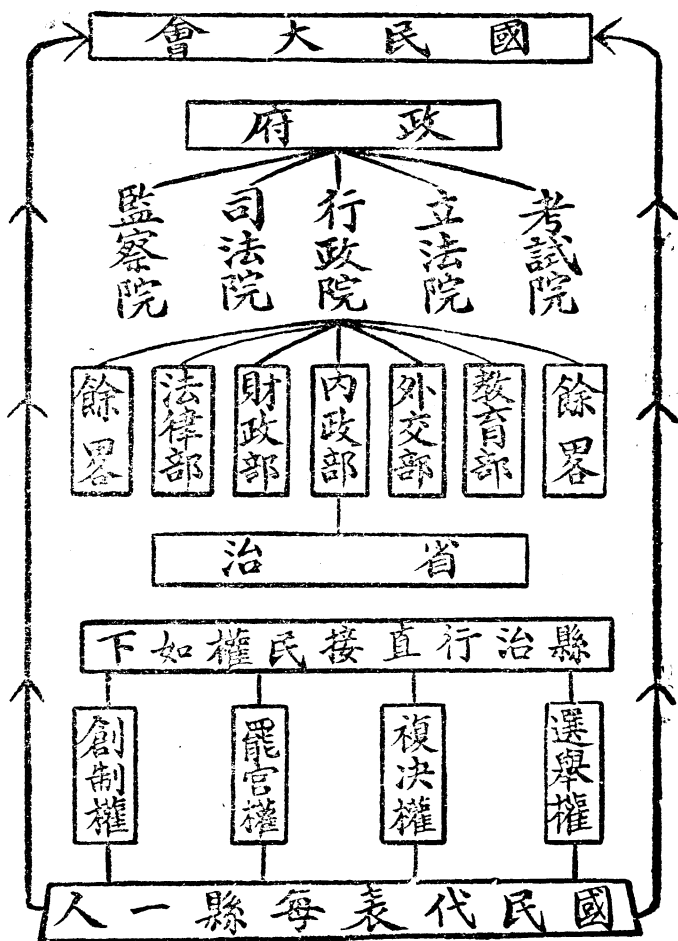 國民大會
政府
考試院
立法院
行政院
司法院
監察院
餘畧
教育部
外交部
內政部
財政部
法律部
餘畧
省治
縣治行直接民權如下
選舉權
複決權
罷官權
創制權
國民代表每縣一人